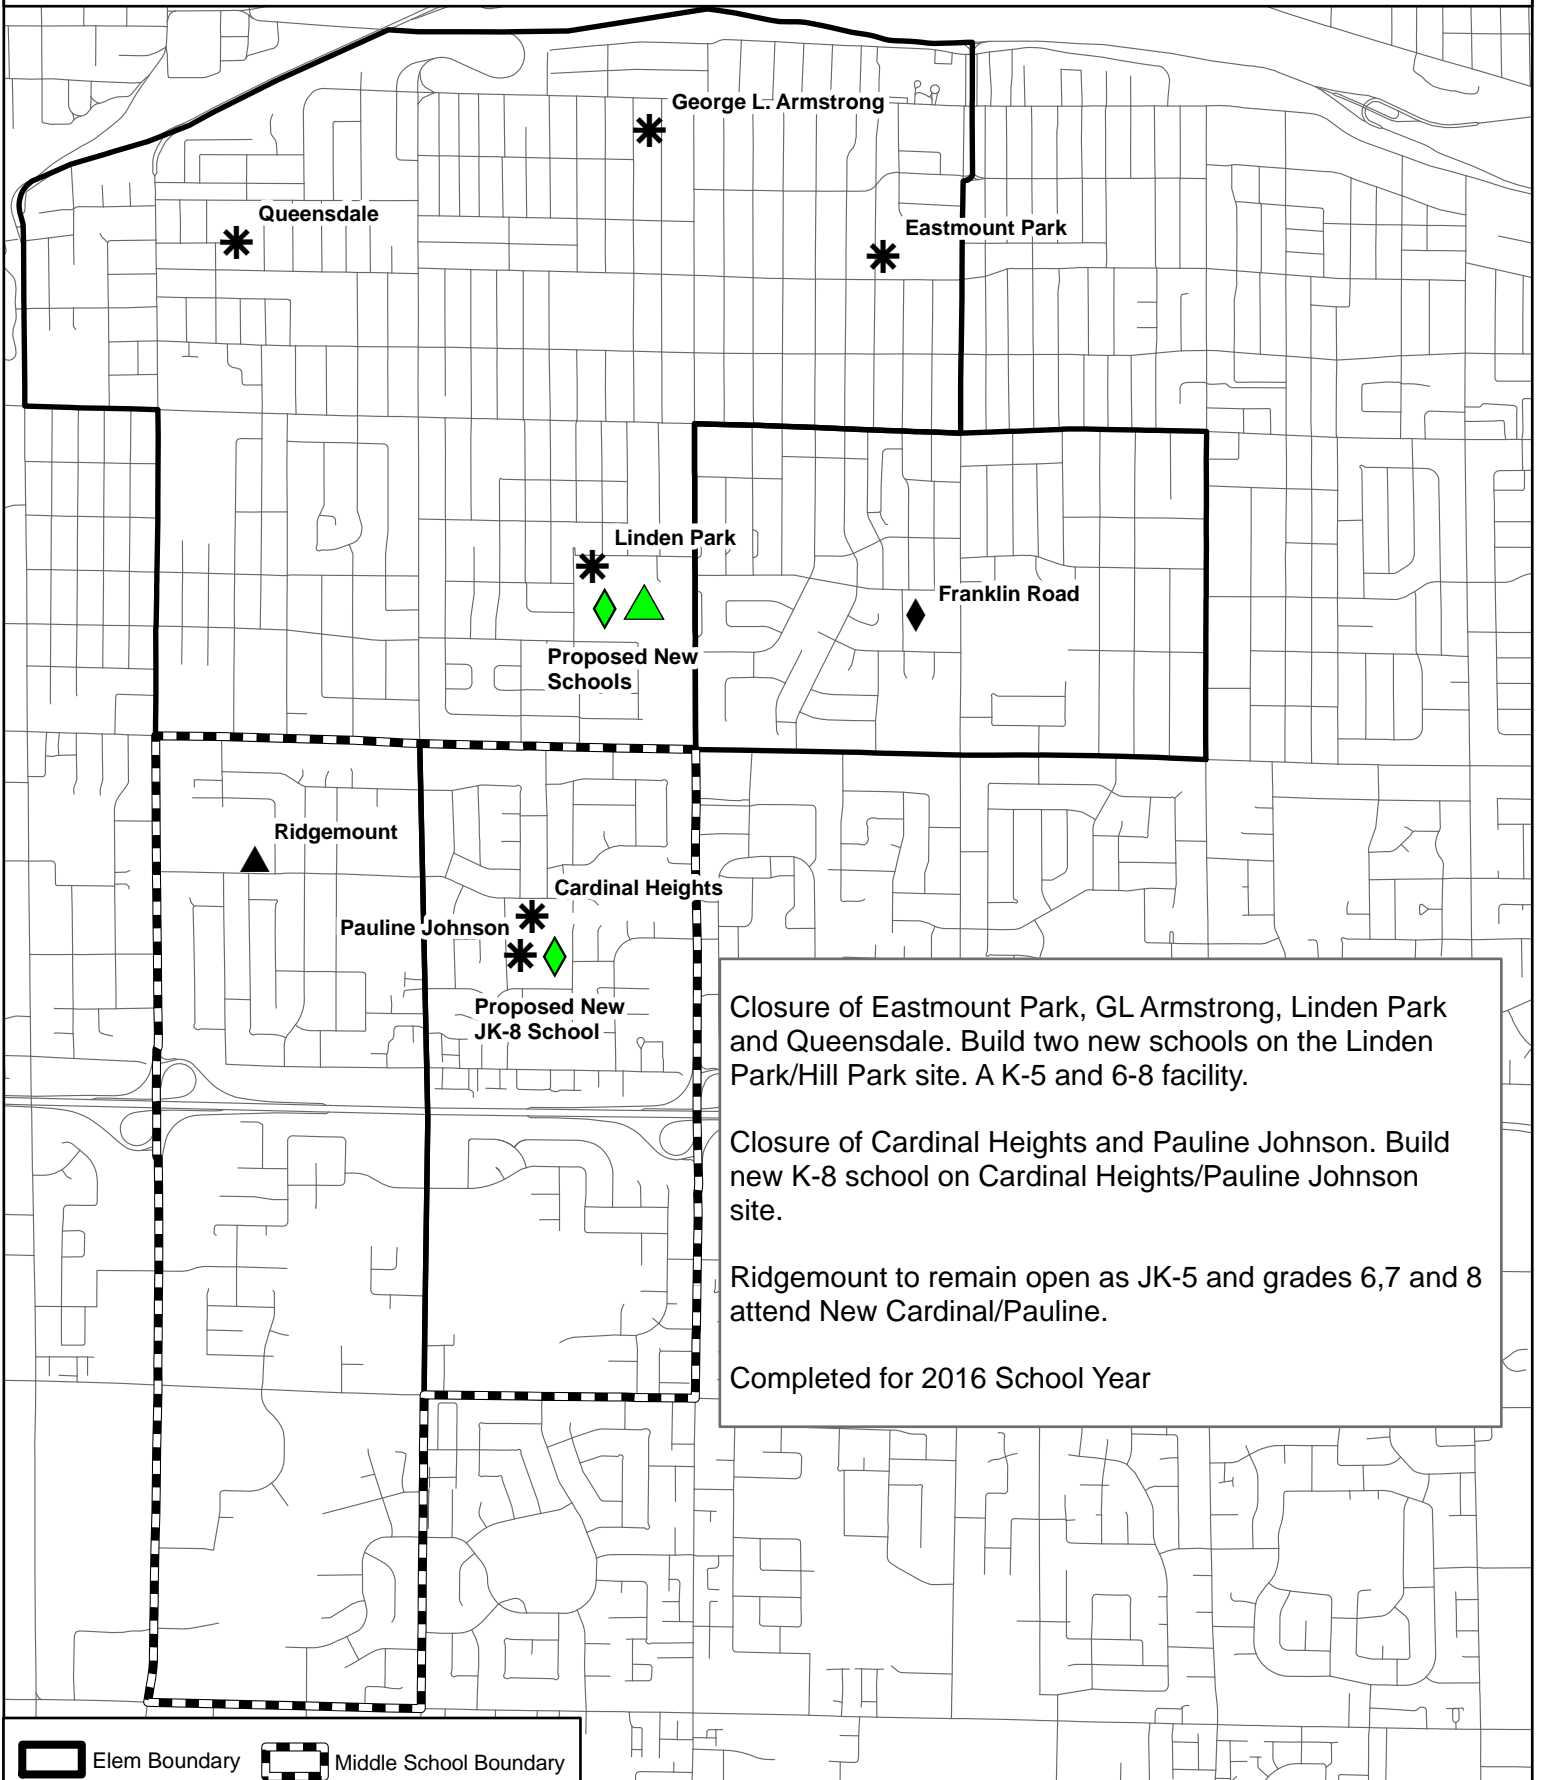 George L. Armstrong
Queensdale
Eastmount Park
Linden Park
Franklin Road
Proposed New
Schools
Ridgemount
Cardinal Heights
Pauline Johnson
Proposed New
JK-8 School
Closure of Eastmount Park, GL Armstrong, Linden Park
and Queensdale. Build two new schools on the Linden
Park/Hill Park site. A K-5 and 6-8 facility.
Closure of Cardinal Heights and Pauline Johnson. Build
new K-8 school on Cardinal Heights/Pauline Johnson
site.
Ridgemount to remain open as JK-5 and grades 6,7 and 8
attend New Cardinal/Pauline.
Completed for 2016 School Year
Elem Boundary
Middle School Boundary